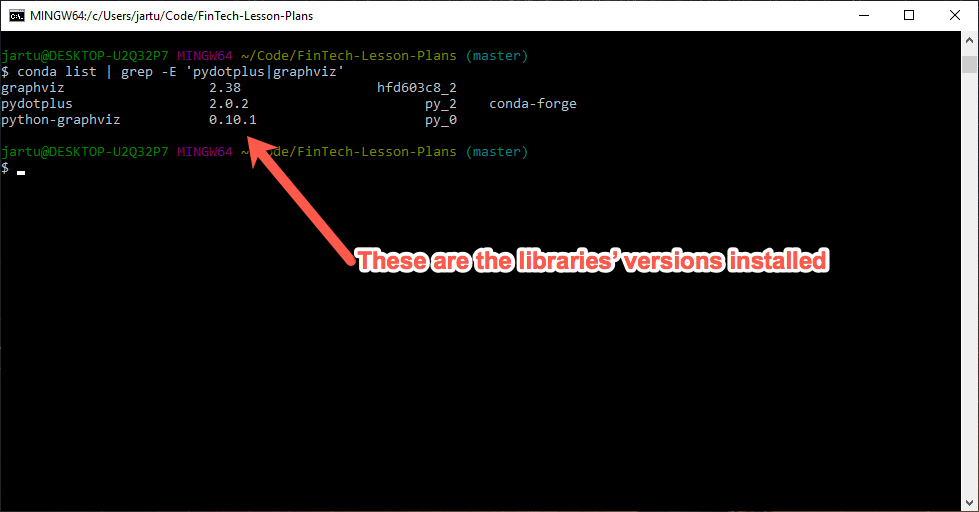 MINGW64:/c/Users/jartu/Code/FinTech-Lesson-Plans
jartu@DESKTOP-U2Q32P7 MINGW64 ~/Code/FinTech-Lesson-Plans (master)
$ conda list | grep -E 'pydotplus|graphviz'
graphviz                  2.38                 hfd603c8_2
pydotplus                 2.0.2                      py_2    conda-forge
python-graphviz           0.10.1                     py_0
jartu@DESKTOP-U2Q32P7 MINGW64 ~/Code/FinTech-Lesson-Plans (master)
$
These are the libraries’ versions installed